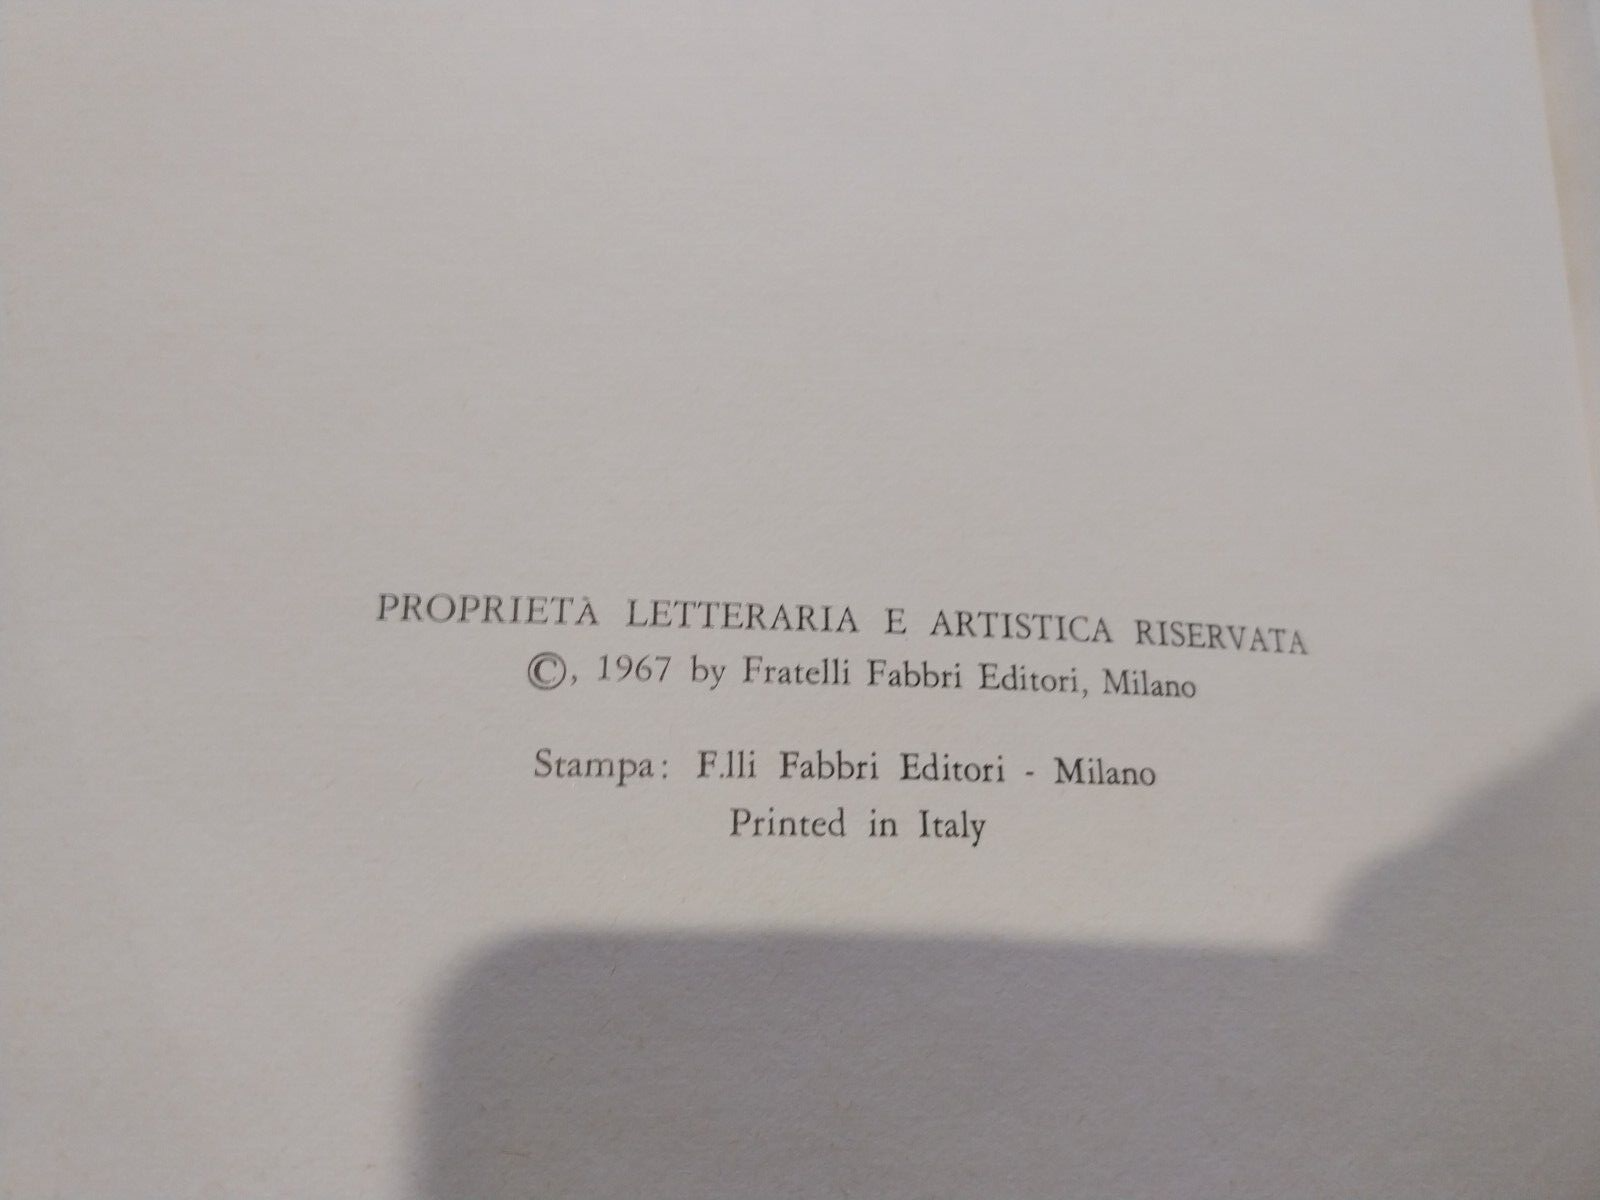 PROPRIETÀ LETTERARIA E ARTISTICA RISERVATA
©, 1967 by Fratelli Fabbri Editori, Milano
Stampa: F.lli Fabbri Editori - Milano
Printed in Italy